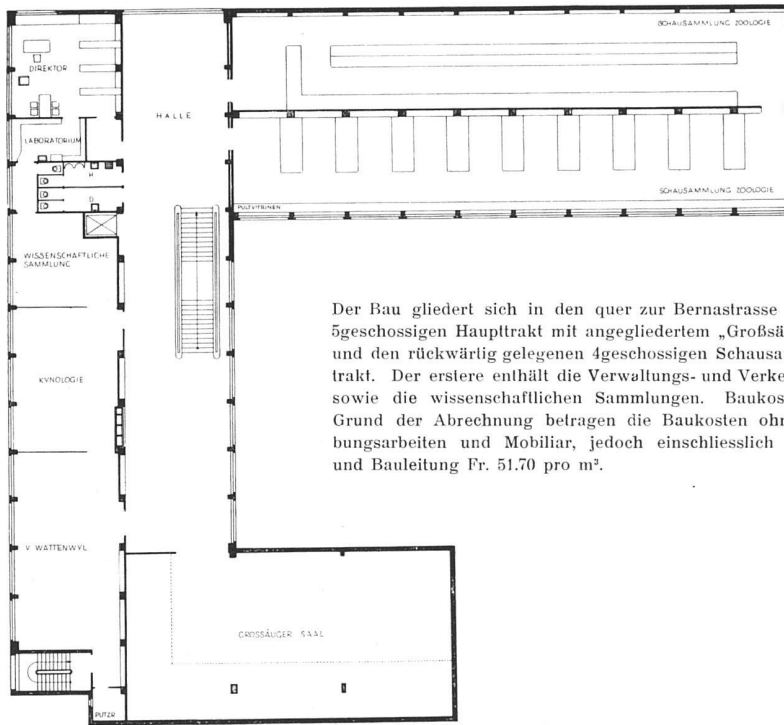 SCHAUSAMMLUNG ZOOLOGIE
DIREKTOR
HALLE
LABORATORIUM
H
D
SCHAUSAMMLUNG ZOOLOGIE
PULTVITRINEN
WISSENSCHAFTLICHE
SAMMLUNG
KYNOLOGIE
V. WATTENWYL
GROSSÄUGER SAAL
PUTZR
Der Bau gliedert sich in den quer zur Bernastrasse
5geschossigen Haupttrakt mit angegliedertem „Großsä
und den rückwärtig gelegenen 4geschossigen Schausa
trakt. Der erstere enthält die Verwaltungs- und Verke
sowie die wissenschaftlichen Sammlungen. Baukos
Grund der Abrechnung betragen die Baukosten ohn
bungsarbeiten und Mobiliar, jedoch einschliesslich
und Bauleitung Fr. 51.70 pro m³.